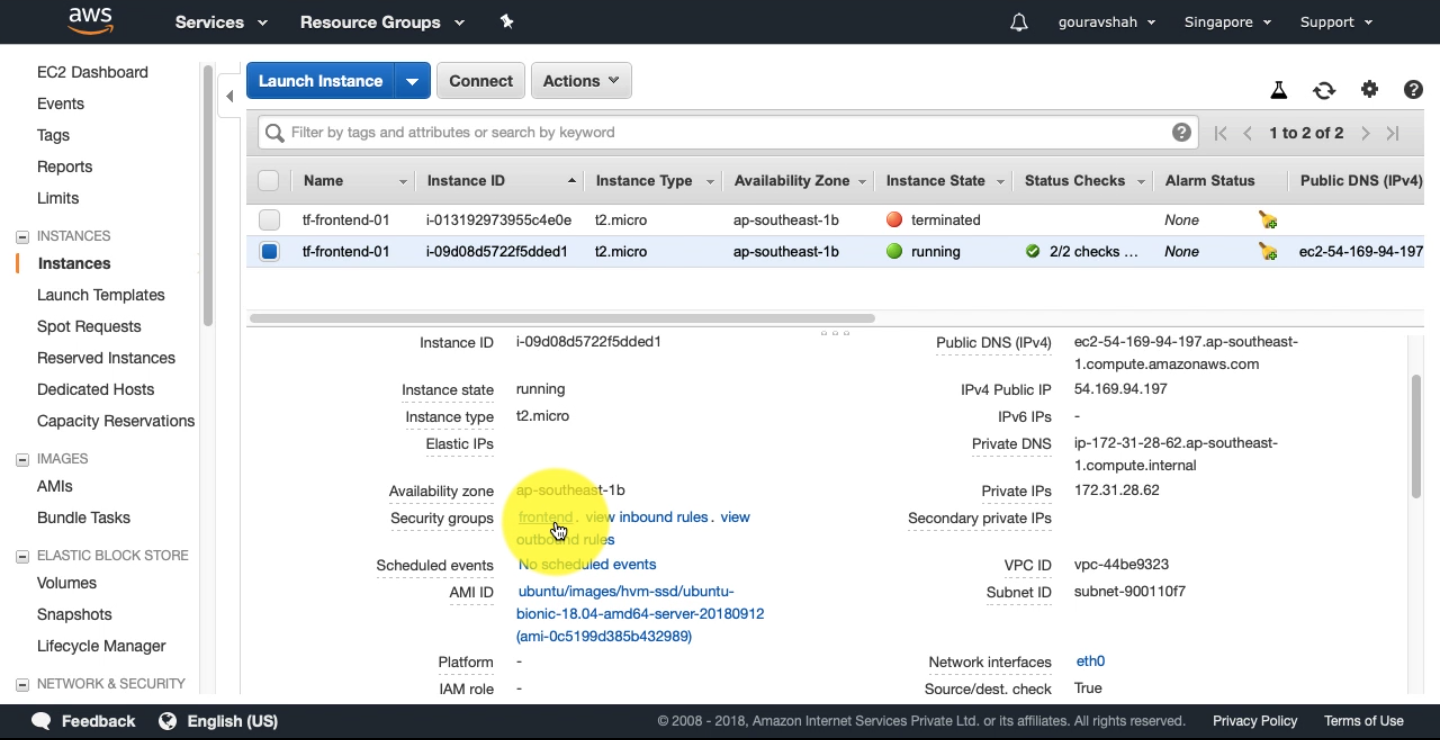 aws Services Resource Groups gouravshah Singapore Support
EC2 Dashboard
Events
Tags
Reports
Limits
INSTANCES
Instances
Launch Templates
Spot Requests
Reserved Instances
Dedicated Hosts
Capacity Reservations
IMAGES
AMIs
Bundle Tasks
ELASTIC BLOCK STORE
Volumes
Snapshots
Lifecycle Manager
NETWORK & SECURITY
Launch Instance Connect Actions
Filter by tags and attributes or search by keyword 1 to 2 of 2
Name Instance ID Instance Type Availability Zone Instance State Status Checks Alarm Status Public DNS (IPv4)
tf-frontend-01 i-013192973955c4e0e t2.micro ap-southeast-1b terminated None
tf-frontend-01 i-09d08d5722f5dded1 t2.micro ap-southeast-1b running 2/2 checks ... None ec2-54-169-94-197
Instance ID i-09d08d5722f5dded1
Instance state running
Instance type t2.micro
Elastic IPs
Availability zone ap-southeast-1b
Security groups frontend . view inbound rules . view
outbound rules
Scheduled events No scheduled events
AMI ID ubuntu/images/hvm-ssd/ubuntu-
bionic-18.04-amd64-server-20180912
(ami-0c5199d385b432989)
Platform -
IAM role -
Public DNS (IPv4) ec2-54-169-94-197.ap-southeast-
1.compute.amazonaws.com
IPv4 Public IP 54.169.94.197
IPv6 IPs -
Private DNS ip-172-31-28-62.ap-southeast-
1.compute.internal
Private IPs 172.31.28.62
Secondary private IPs
VPC ID vpc-44be9323
Subnet ID subnet-900110f7
Network interfaces eth0
Source/dest. check True
Feedback English (US) © 2008 - 2018, Amazon Internet Services Private Ltd. or its affiliates. All rights reserved. Privacy Policy Terms of Use